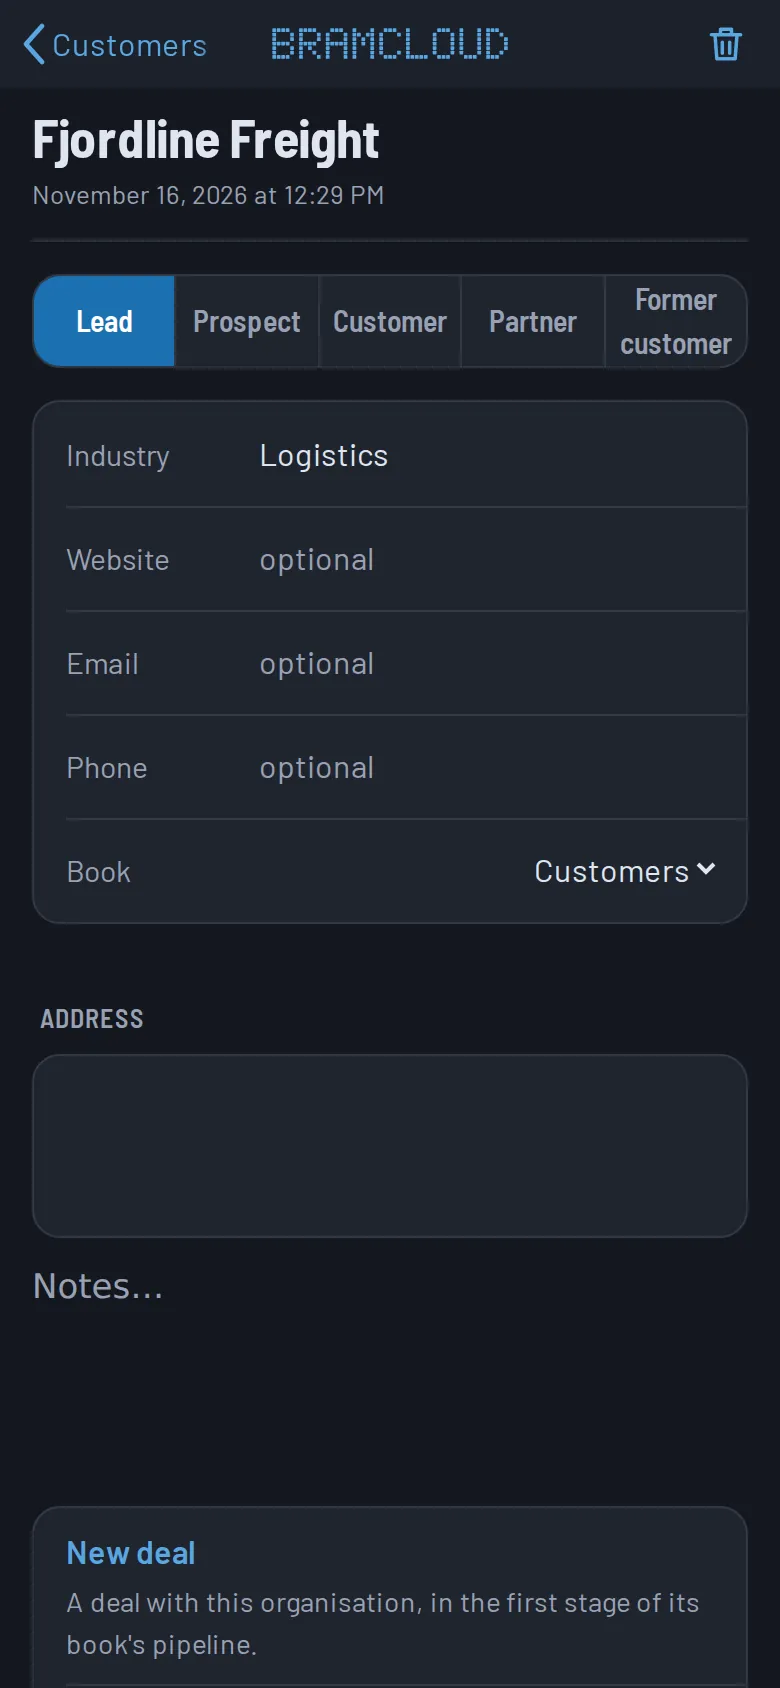 Customers
BRAMCLOUD
Fjordline Freight
November 16, 2026 at 12:29 PM
Lead
Prospect
Customer
Partner
Former
customer
Industry
Logistics
Website
optional
Email
optional
Phone
optional
Book
Customers
ADDRESS
Notes...
New deal
A deal with this organisation, in the first stage of its
book's pipeline.